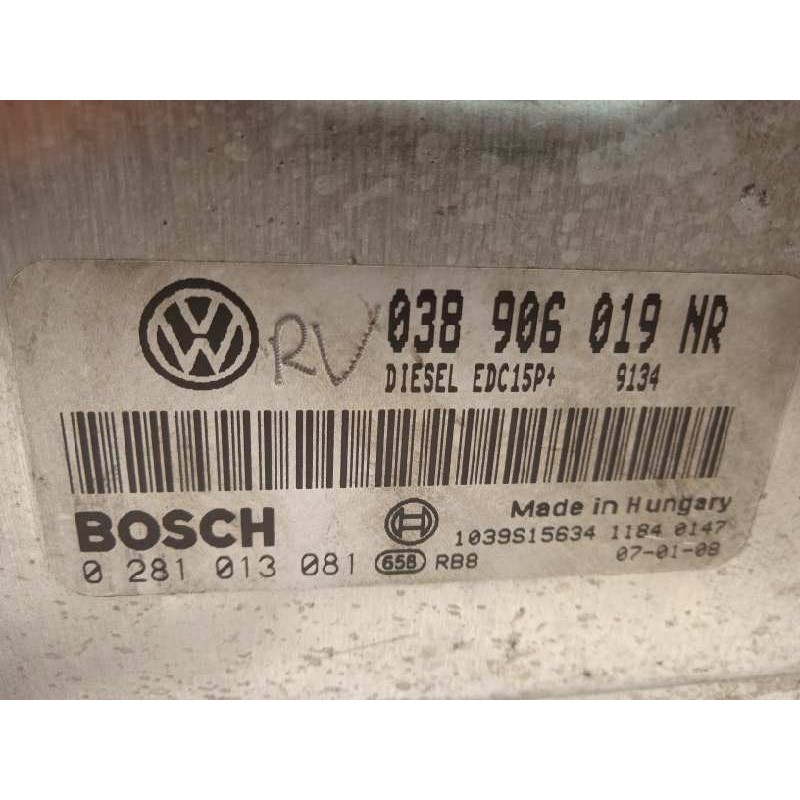 RV
038 906 019 NR
DIESEL EDC15P+ 9134
BOSCH
Made in Hungary
1039S15634 1184 0147
0 281 013 081 658 RB8
07-01-08